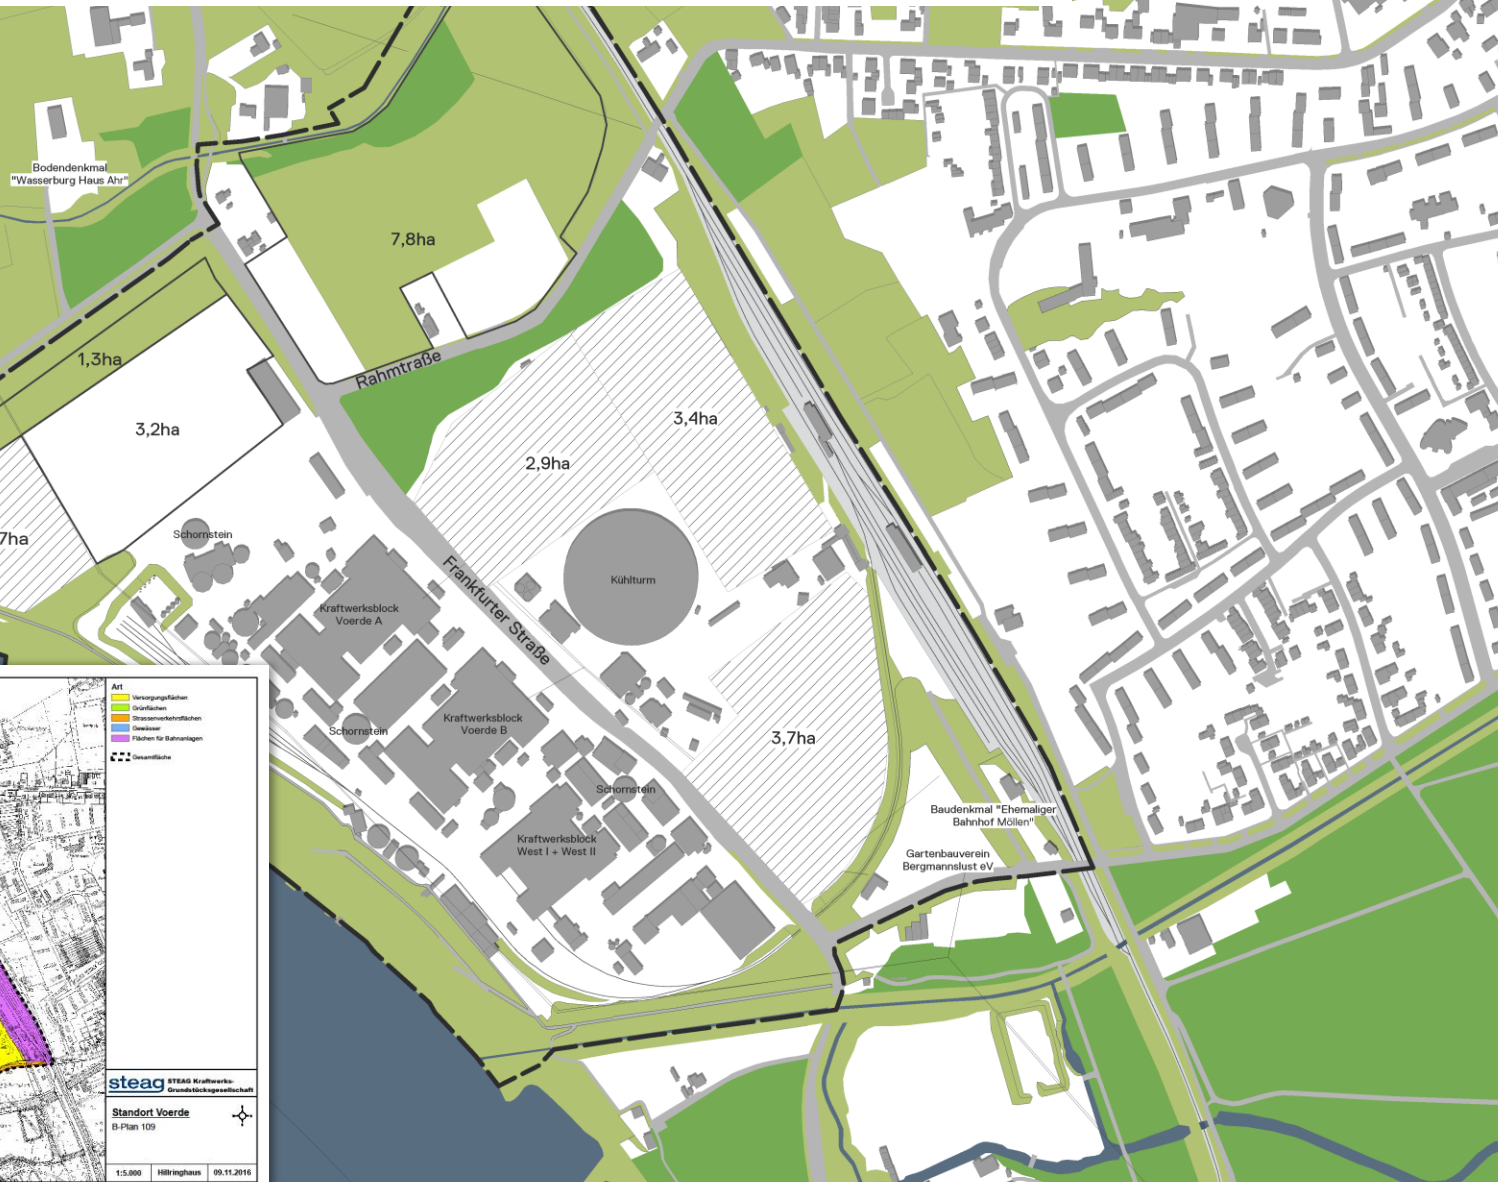 Bodendenkmal
"Wasserburg Haus Ahr"
7,8ha
1,3ha
Rahmtraße
3,2ha
3,4ha
2,9ha
7ha
Schornstein
Kühlturm
Frankfurter Straße
Kraftwerksblock
Voerde A
Schornstein
Kraftwerksblock
Voerde B
3,7ha
Schornstein
Kraftwerksblock
West I + West II
Baudenkmal "Ehemaliger
Bahnhof Möllen"
Gartenbauverein
Bergmannslust eV
Art
Versorgungsflächen
Grünflächen
Strassenverkehrsflächen
Gewässer
Flächen für Bahnanlagen
Gesamtfläche
steag STEAG Kraftwerks-
Grundstücksgesellschaft
Standort Voerde
B-Plan 109
1:5.000 Hillringhaus 09.11.2016